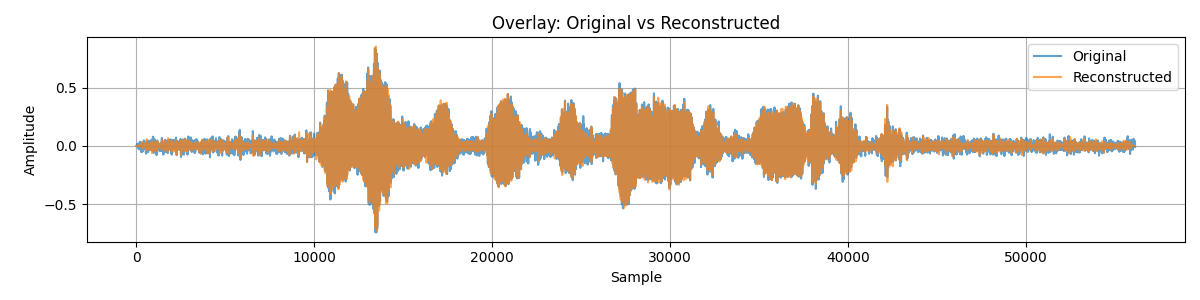 Overlay: Original vs Reconstructed
Original
Reconstructed
Amplitude
0.5
0.0
−0.5
0 10000 20000 30000 40000 50000
Sample